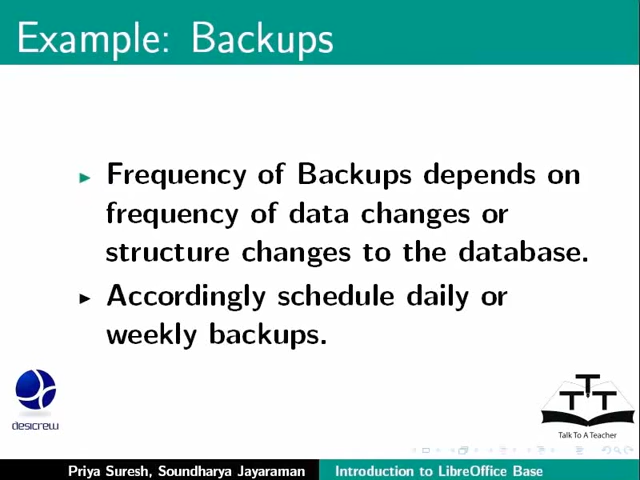 Example: Backups
Frequency of Backups depends on
frequency of data changes or
structure changes to the database.
Accordingly schedule daily or
weekly backups.
desicrew
T T T
Talk To A Teacher
Priya Suresh, Soundharya Jayaraman
Introduction to LibreOffice Base